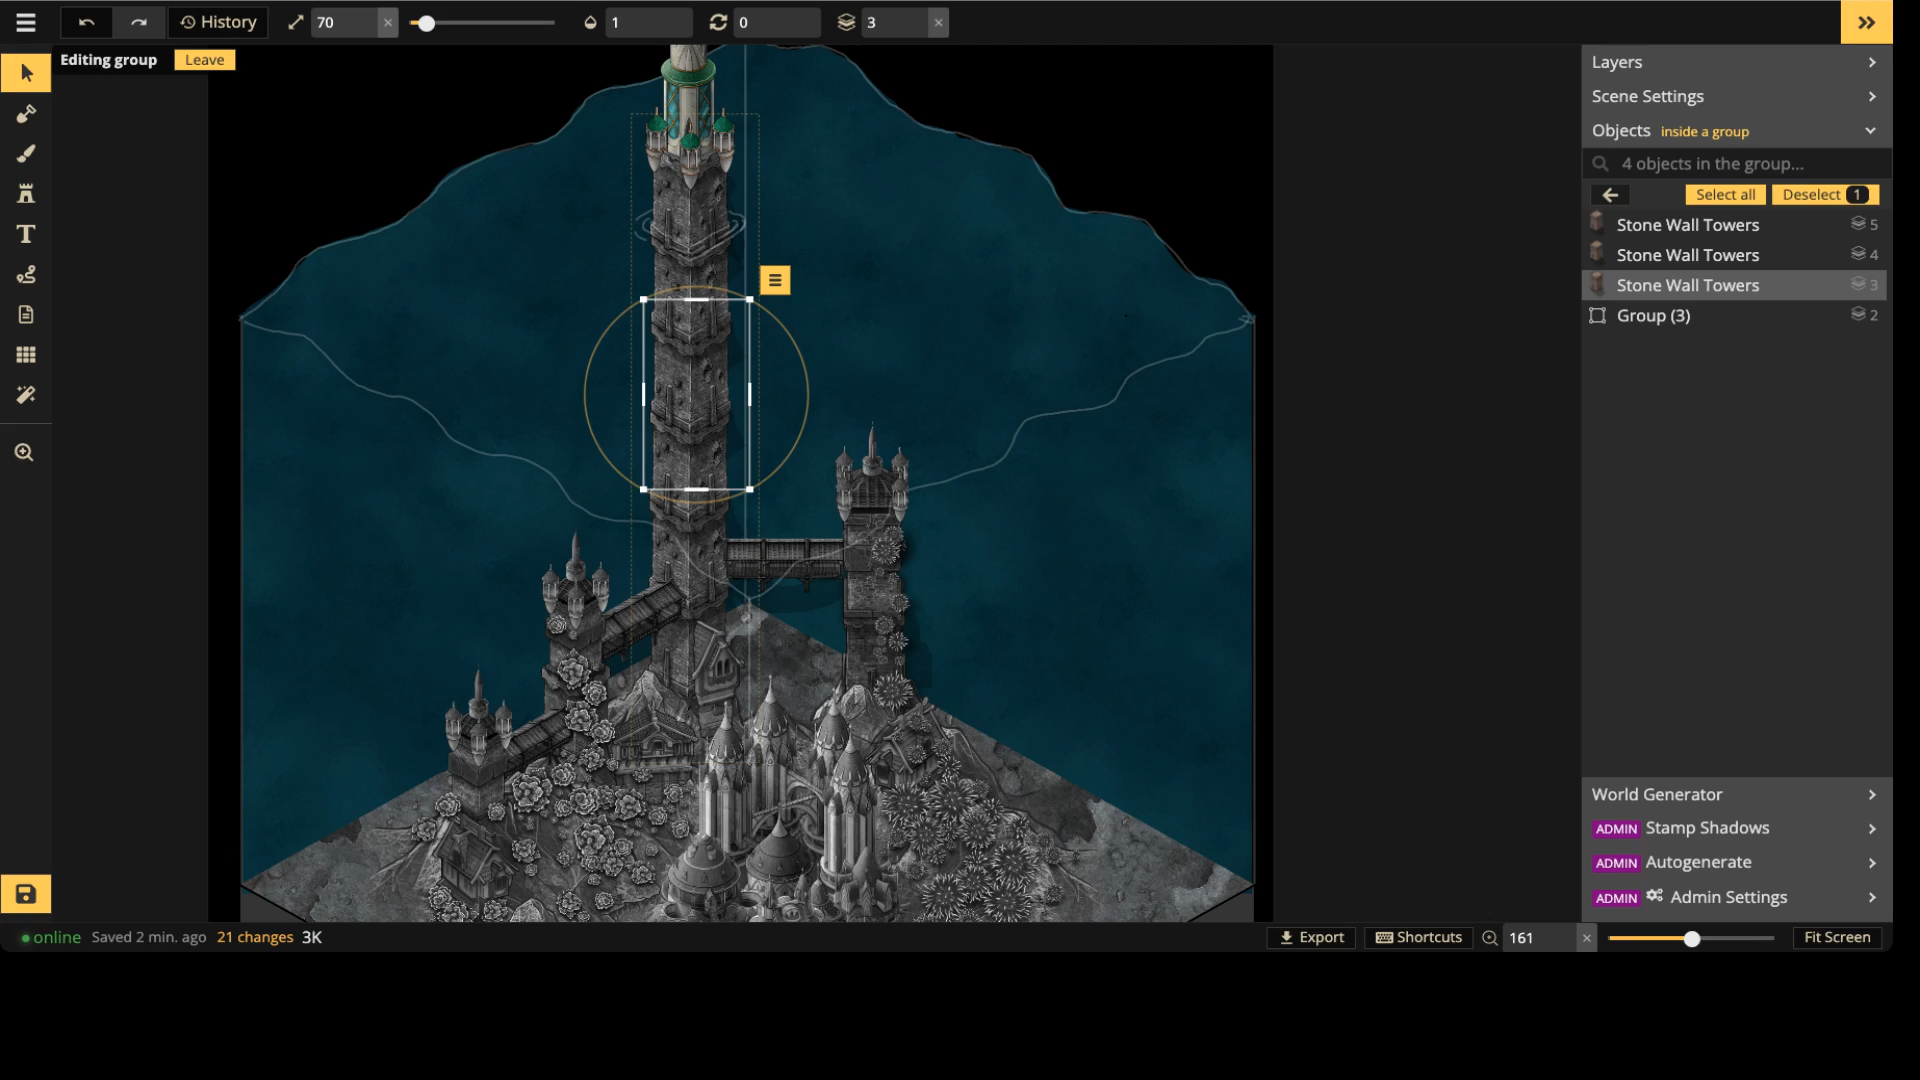 History
70
1
0
3
Editing group
Leave
Layers
Scene Settings
Objects inside a group
4 objects in the group...
Select all
Deselect 1
Stone Wall Towers 5
Stone Wall Towers 4
Stone Wall Towers 3
Group (3) 2
T
World Generator
ADMIN Stamp Shadows
ADMIN Autogenerate
ADMIN Admin Settings
online Saved 2 min. ago 21 changes 3K
Export
Shortcuts
161
Fit Screen